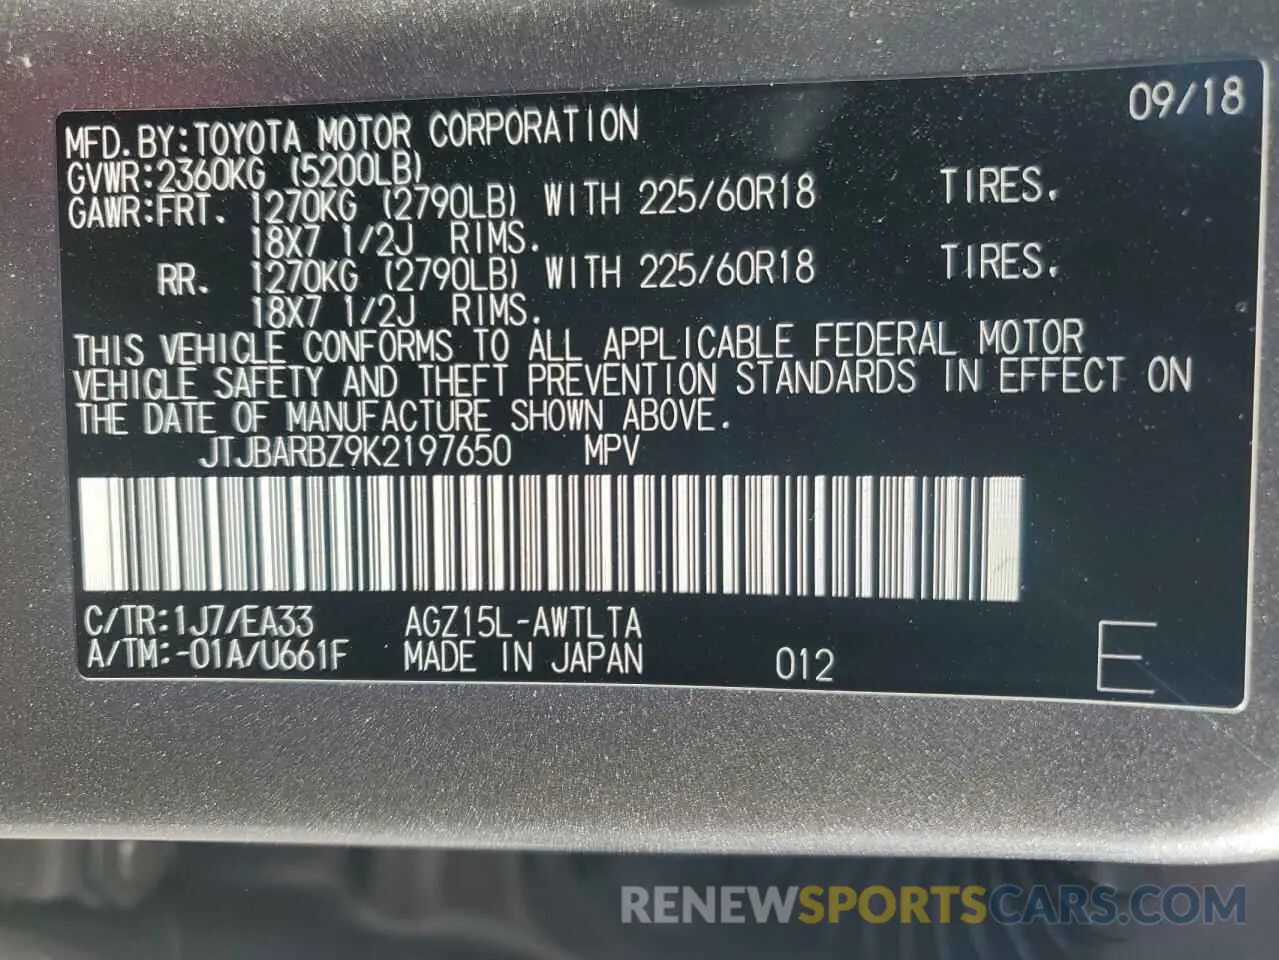 09/18
MFD.BY:TOYOTA MOTOR CORPORATION
GVWR:2360KG (5200LB)
GAWR:FRT. 1270KG (2790LB) WITH 225/60R18 TIRES.
18X7 1/2J RIMS.
RR. 1270KG (2790LB) WITH 225/60R18 TIRES.
18X7 1/2J RIMS.
THIS VEHICLE CONFORMS TO ALL APPLICABLE FEDERAL MOTOR
VEHICLE SAFETY AND THEFT PREVENTION STANDARDS IN EFFECT ON
THE DATE OF MANUFACTURE SHOWN ABOVE.
JTJBARBZ9K2197650 MPV
C/TR:1J7/EA33 AGZ15L-AWTLTA
A/TM:-01A/U661F MADE IN JAPAN 012 E
RENEWSPORTSCARS.COM